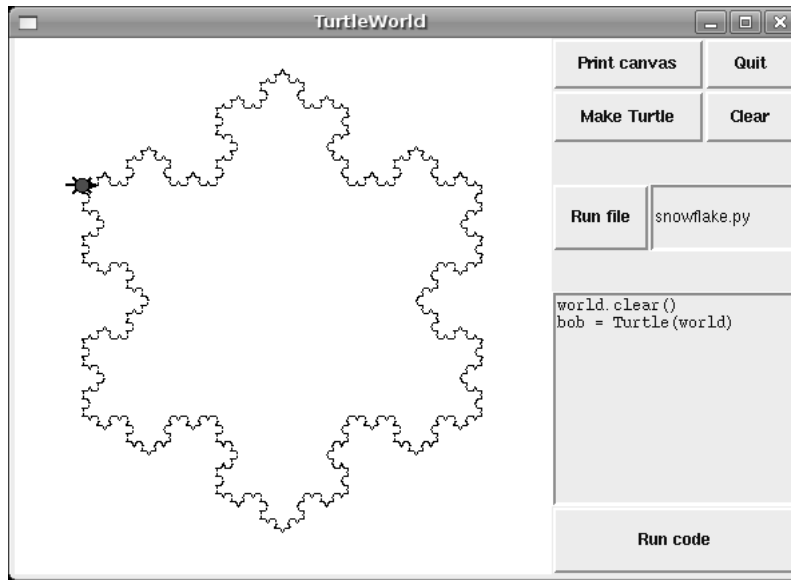 TurtleWorld
Print canvas
Quit
Make Turtle
Clear
Run file
snowflake.py
world.clear()
bob = Turtle(world)
Run code